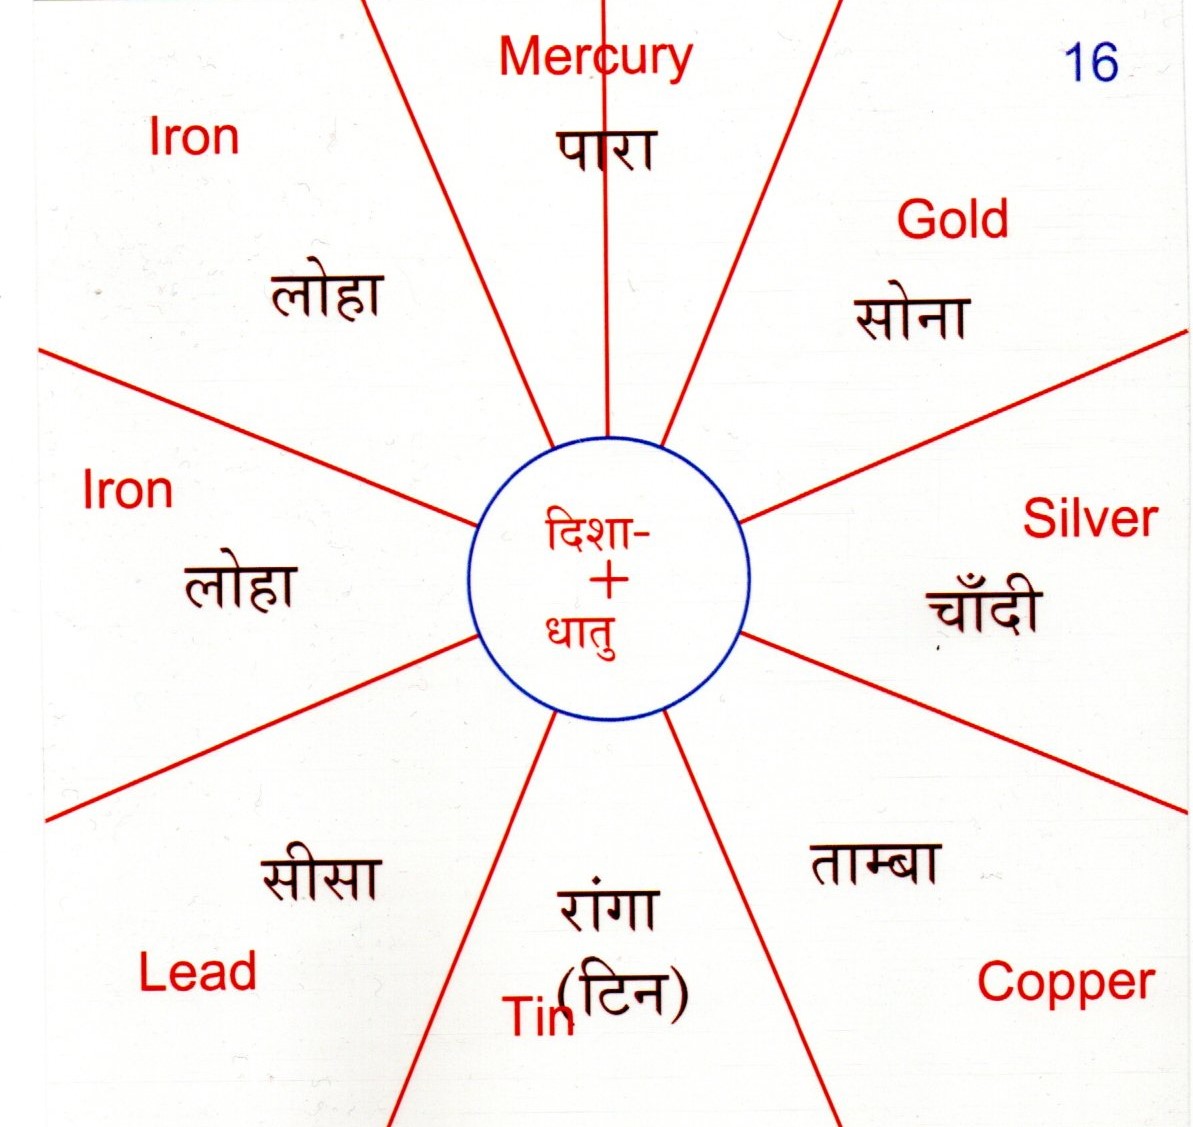 Mercury
पारा
16
Iron
लोहा
Gold
सोना
Iron
लोहा
दिशा-
+
धातु
Silver
चाँदी
सीसा
Lead
रांगा
(टिन)
Tin
ताम्बा
Copper